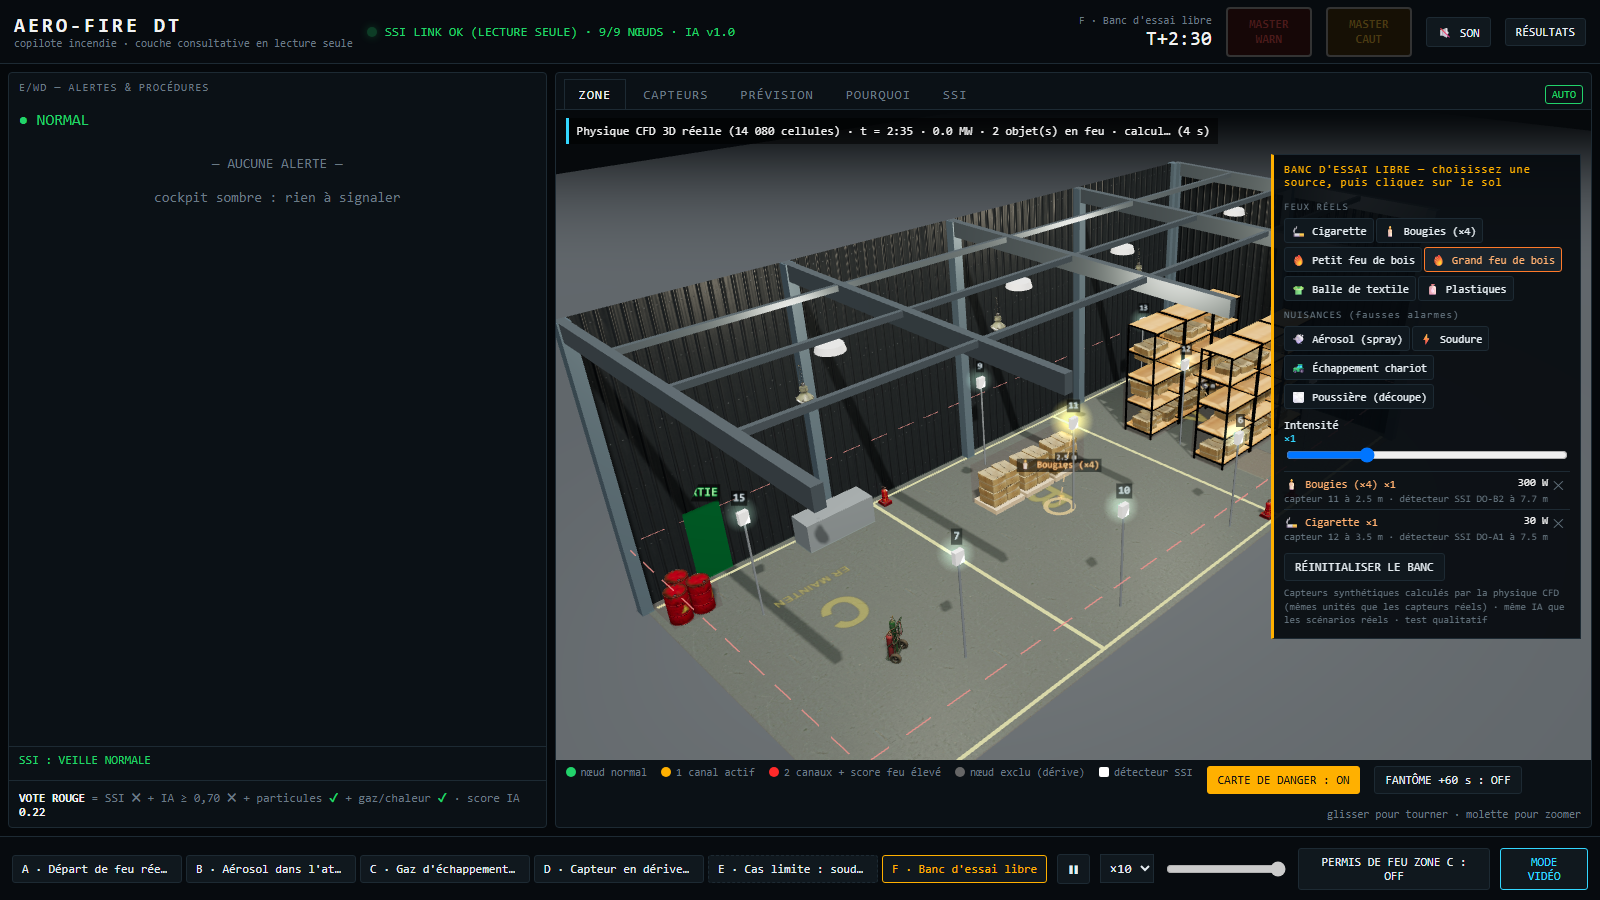 AERO-FIRE DT
copilote incendie · couche consultative en lecture seule
SSI LINK OK (LECTURE SEULE) · 9/9 NŒUDS · IA v1.0
F · Banc d'essai libre
T+2:30
MASTER
WARN
MASTER
CAUT
SON
RÉSULTATS
E/WD — ALERTES & PROCÉDURES
NORMAL
— AUCUNE ALERTE —
cockpit sombre : rien à signaler
SSI : VEILLE NORMALE
VOTE ROUGE = SSI ✕ + IA ≥ 0,70 ✕ + particules ✓ + gaz/chaleur ✓ · score IA
0.22
ZONE
CAPTEURS
PRÉVISION
POURQUOI
SSI
AUTO
Physique CFD 3D réelle (14 080 cellules) · t = 2:35 · 0.0 MW · 2 objet(s) en feu · calcul… (4 s)
13
12
9
11
6
Bougies (×4)
10
15
7
TIE
C
ER MAINTEN
BANC D'ESSAI LIBRE — choisissez une
source, puis cliquez sur le sol
FEUX RÉELS
Cigarette
Bougies (×4)
Petit feu de bois
Grand feu de bois
Balle de textile
Plastiques
NUISANCES (fausses alarmes)
Aérosol (spray)
Soudure
Échappement chariot
Poussière (découpe)
Intensité
×1
Bougies (×4) ×1
300 W ✕
capteur 11 à 2.5 m · détecteur SSI DO-B2 à 7.7 m
Cigarette ×1
30 W ✕
capteur 12 à 3.5 m · détecteur SSI DO-A1 à 7.5 m
RÉINITIALISER LE BANC
Capteurs synthétiques calculés par la physique CFD
(mêmes unités que les capteurs réels) · même IA que
les scénarios réels · test qualitatif
nœud normal
1 canal actif
2 canaux + score feu élevé
nœud exclu (dérive)
détecteur SSI
CARTE DE DANGER : ON
FANTÔME +60 s : OFF
glisser pour tourner · molette pour zoomer
A · Départ de feu rée…
B · Aérosol dans l'at…
C · Gaz d'échappement…
D · Capteur en dérive…
E · Cas limite : soud…
F · Banc d'essai libre
×10
PERMIS DE FEU ZONE C :
OFF
MODE
VIDÉO